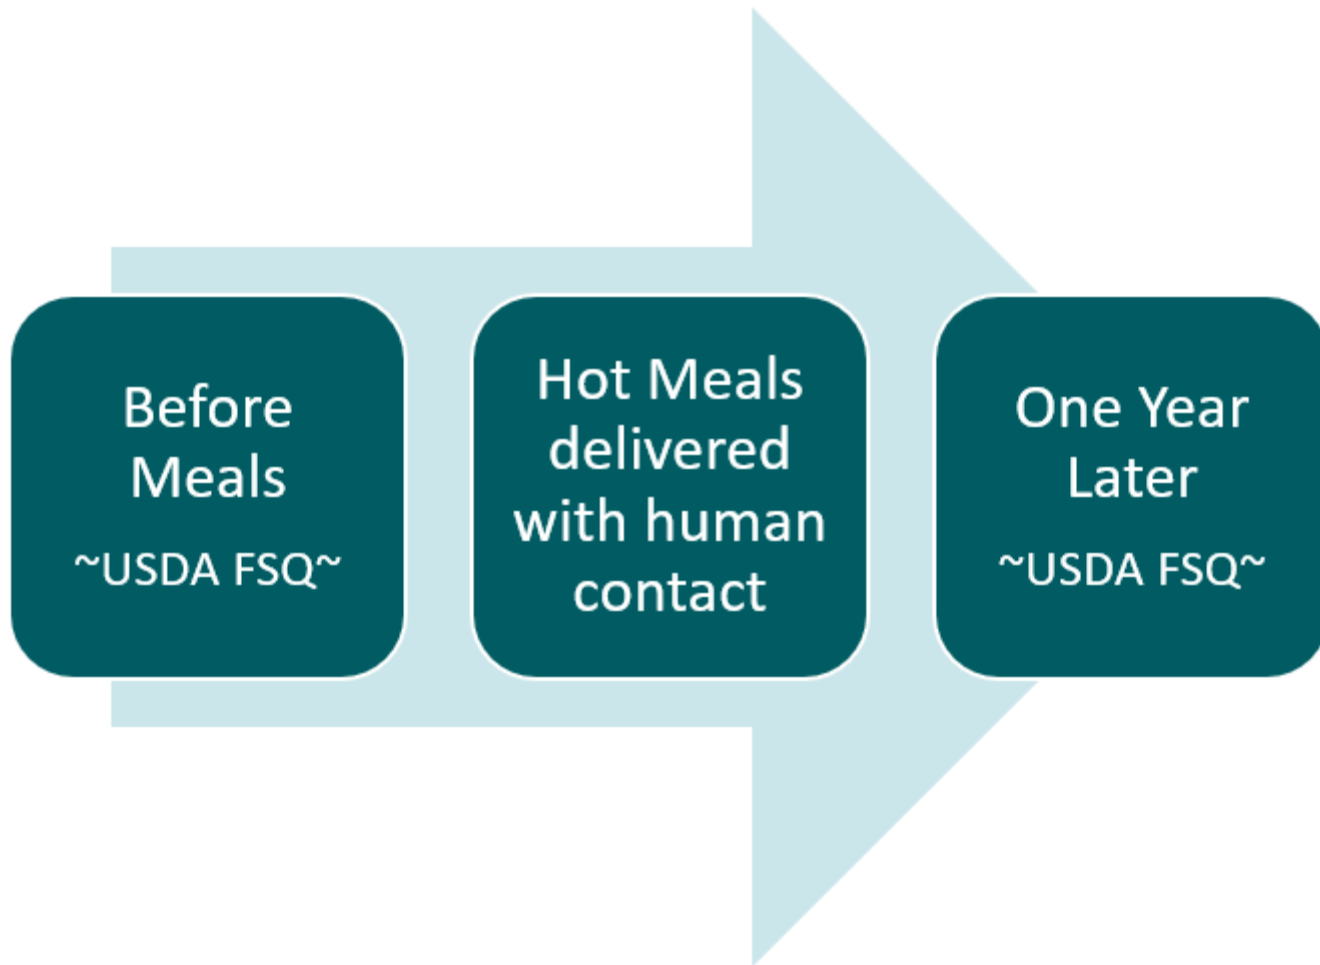 Before
Meals
~USDA FSQ~
Hot Meals
delivered
with human
contact
One Year
Later
~USDA FSQ~